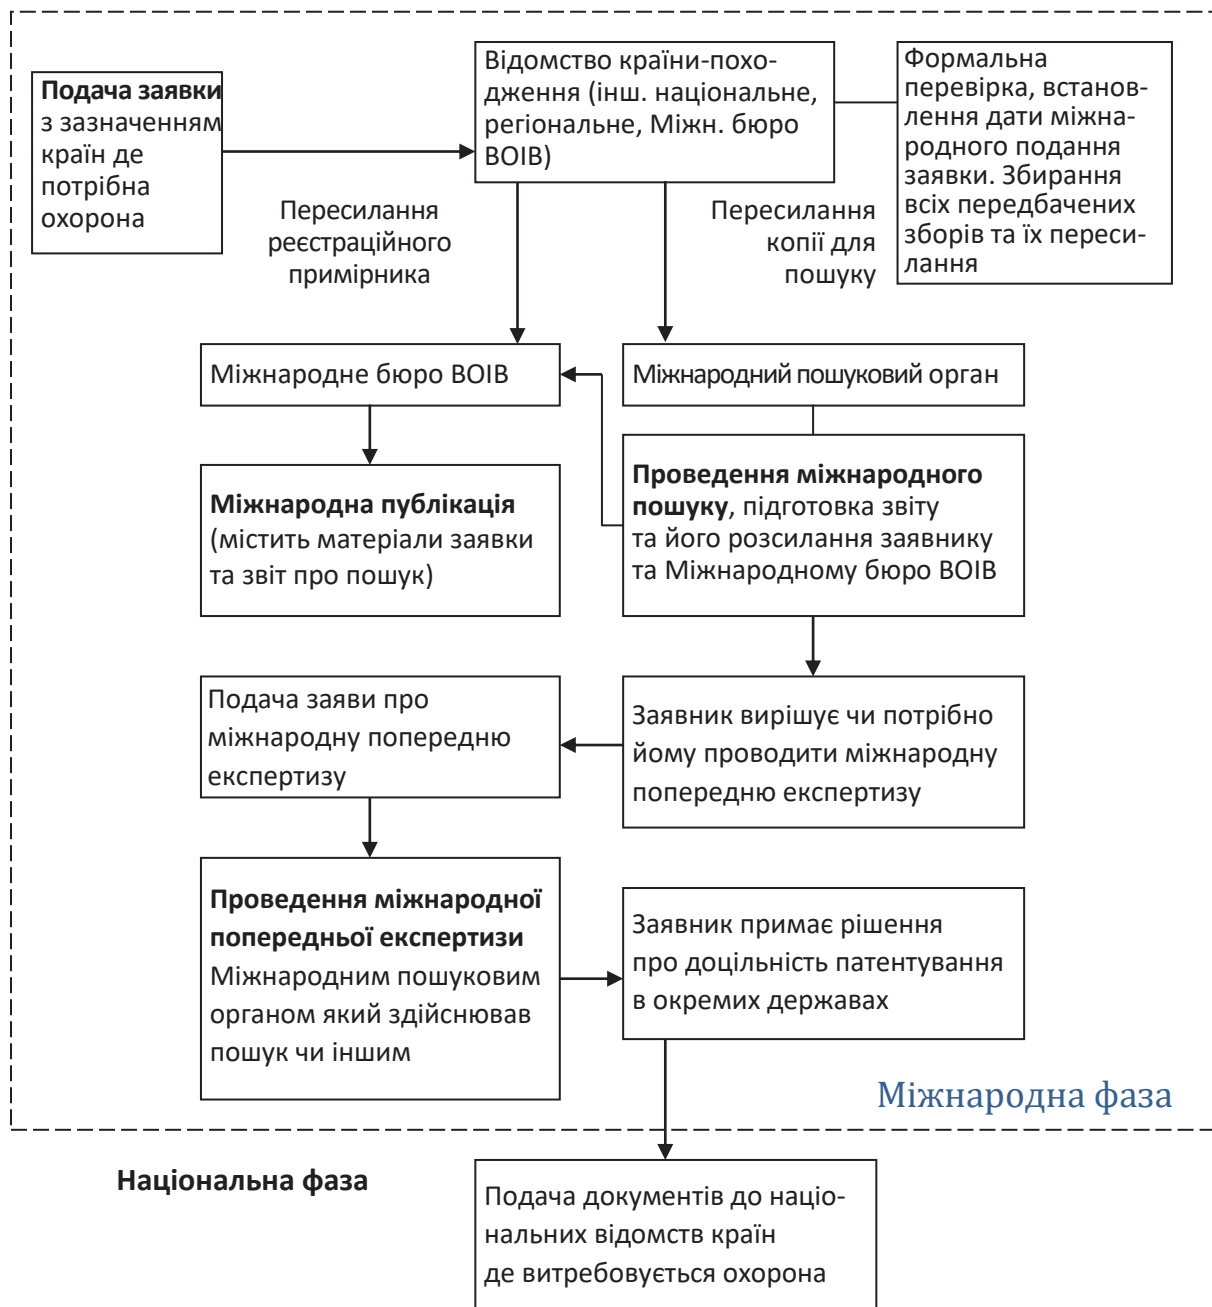 Подача заявки
з зазначенням
країн де
потрібна
охорона
Відомство країни-похо-
дження (інш. національне,
регіональне, Міжн. бюро
ВОІВ)
Формальна
перевірка, встанов-
лення дати міжна-
родного подання
заявки. Збирання
всіх передбачених
зборів та їх переси-
лання
Пересилання
реєстраційного
примірника
Пересилання
копії для
пошуку
Міжнародне бюро ВОІВ
Міжнародний пошуковий орган
Міжнародна публікація
(містить матеріали заявки
та звіт про пошук)
Проведення міжнародного
пошуку, підготовка звіту
та його розсилання заявнику
та Міжнародному бюро ВОІВ
Подача заяви про
міжнародну попередню
експертизу
Заявник вирішує чи потрібно
йому проводити міжнародну
попередню експертизу
Проведення міжнародної
попередньої експертизи
Міжнародним пошуковим
органом який здійснював
пошук чи іншим
Заявник примає рішення
про доцільність патентування
в окремих державах
Міжнародна фаза
Національна фаза
Подача документів до націо-
нальних відомств країн
де витребовується охорона